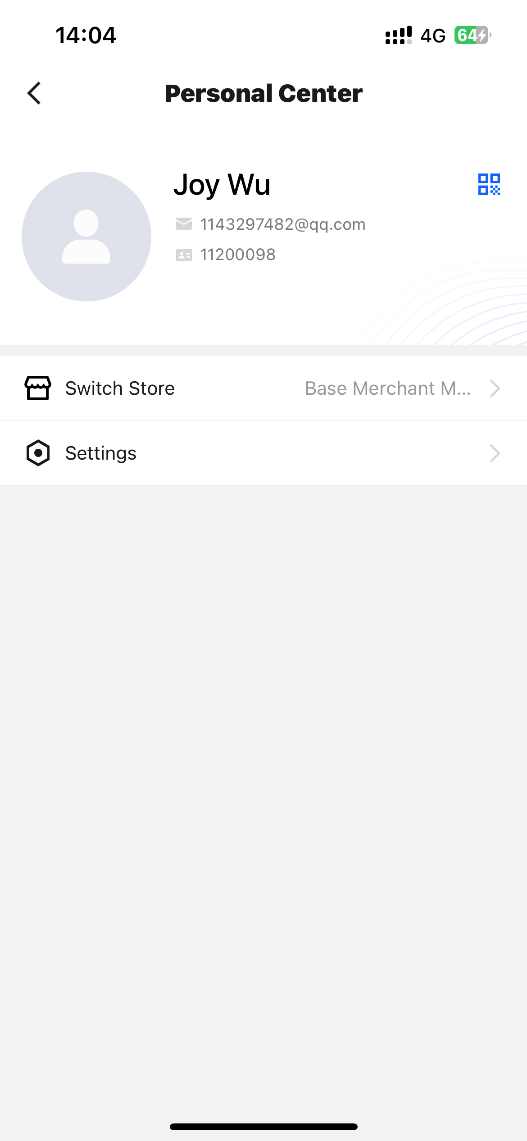 14:04 4G 64
Personal Center
Joy Wu
1143297482@qq.com
11200098
Switch Store Base Merchant M...
Settings